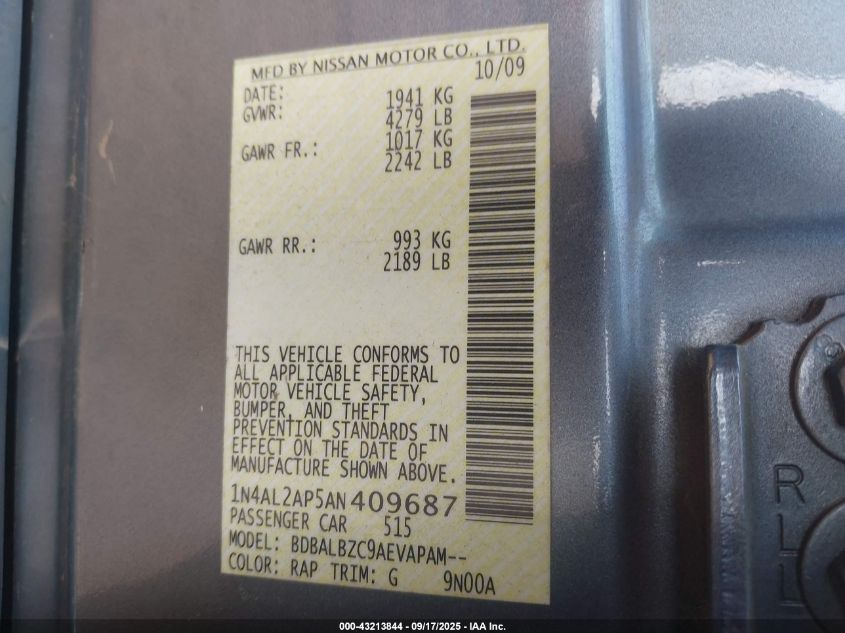 MFD BY NISSAN MOTOR CO., LTD.
DATE: 10/09
GVWR: 1941 KG
4279 LB
GAWR FR.: 1017 KG
2242 LB
GAWR RR.: 993 KG
2189 LB
THIS VEHICLE CONFORMS TO
ALL APPLICABLE FEDERAL
MOTOR VEHICLE SAFETY,
BUMPER, AND THEFT
PREVENTION STANDARDS IN
EFFECT ON THE DATE OF
MANUFACTURE SHOWN ABOVE.
1N4AL2AP5AN409687
PASSENGER CAR 515
MODEL: BDBALBZC9AEVAPAM--
COLOR: RAP TRIM: G 9N00A
R
L
L
000-43213844 - 09/17/2025 - IAA Inc.